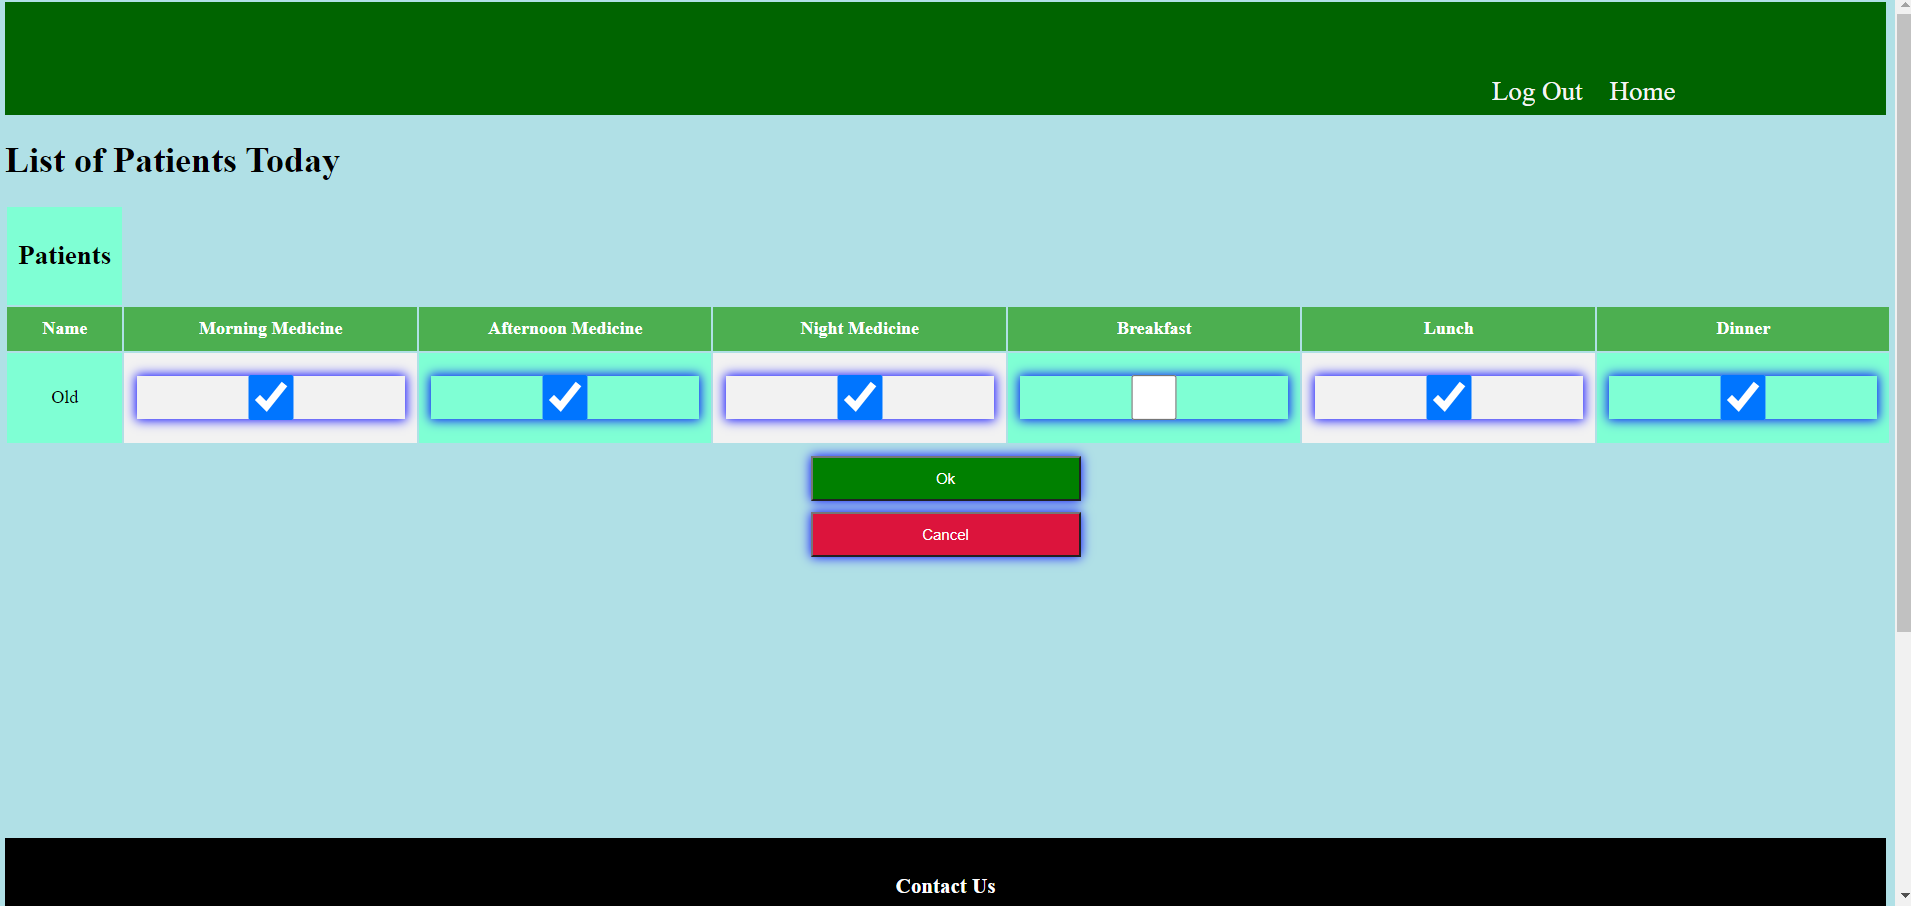 Log Out Home
List of Patients Today
Patients
Name Morning Medicine Afternoon Medicine Night Medicine Breakfast Lunch Dinner
Old
Ok
Cancel
Contact Us